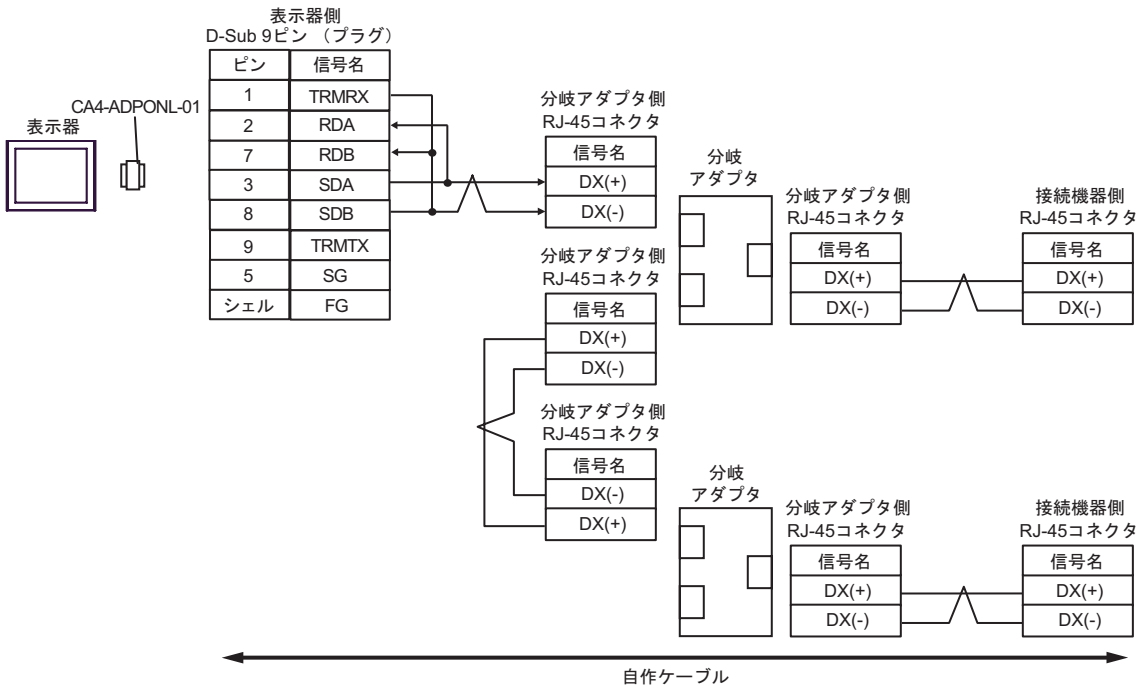 表示器側
D-Sub 9ピン (プラグ)
ピン 信号名
1 TRMRX
2 RDA
7 RDB
3 SDA
8 SDB
9 TRMTX
5 SG
シェル FG
CA4-ADPONL-01
表示器
分岐アダプタ側
RJ-45コネクタ
信号名
DX(+)
DX(-)
分岐
アダプタ
分岐アダプタ側
RJ-45コネクタ
信号名
DX(+)
DX(-)
接続機器側
RJ-45コネクタ
信号名
DX(+)
DX(-)
分岐アダプタ側
RJ-45コネクタ
信号名
DX(+)
DX(-)
分岐アダプタ側
RJ-45コネクタ
信号名
DX(-)
DX(+)
分岐
アダプタ
分岐アダプタ側
RJ-45コネクタ
信号名
DX(+)
DX(-)
接続機器側
RJ-45コネクタ
信号名
DX(+)
DX(-)
自作ケーブル